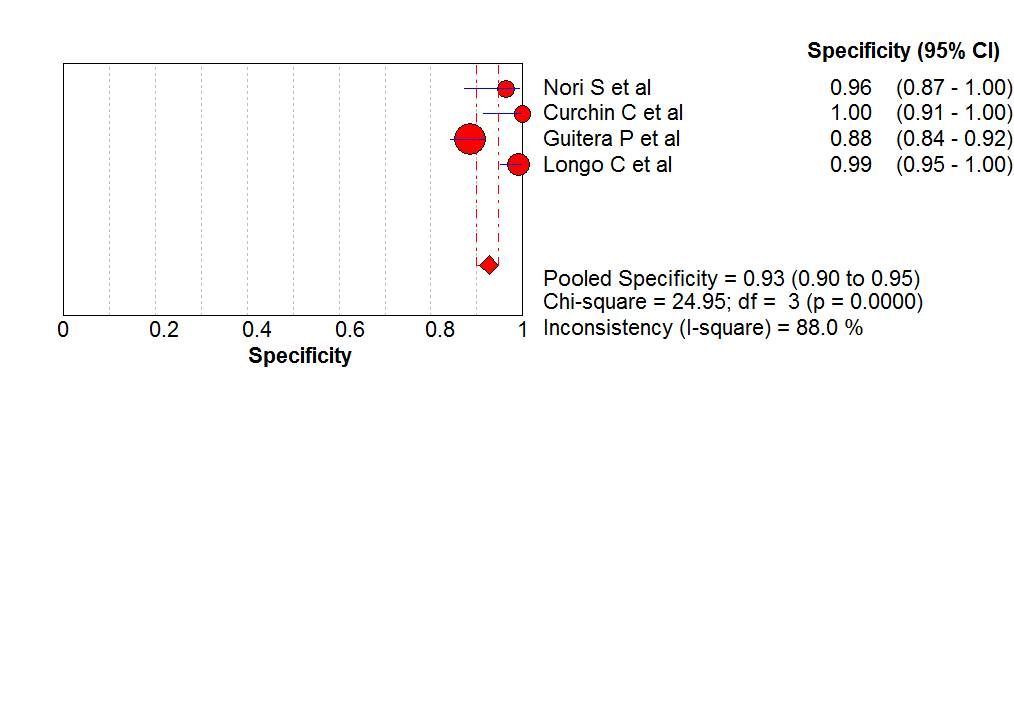 Specificity (95% CI)
Nori S et al 0.96 (0.87 - 1.00)
Curchin C et al 1.00 (0.91 - 1.00)
Guitera P et al 0.88 (0.84 - 0.92)
Longo C et al 0.99 (0.95 - 1.00)
Pooled Specificity = 0.93 (0.90 to 0.95)
Chi-square = 24.95; df = 3 (p = 0.0000)
Inconsistency (I-square) = 88.0 %
0 0.2 0.4 0.6 0.8 1
Specificity